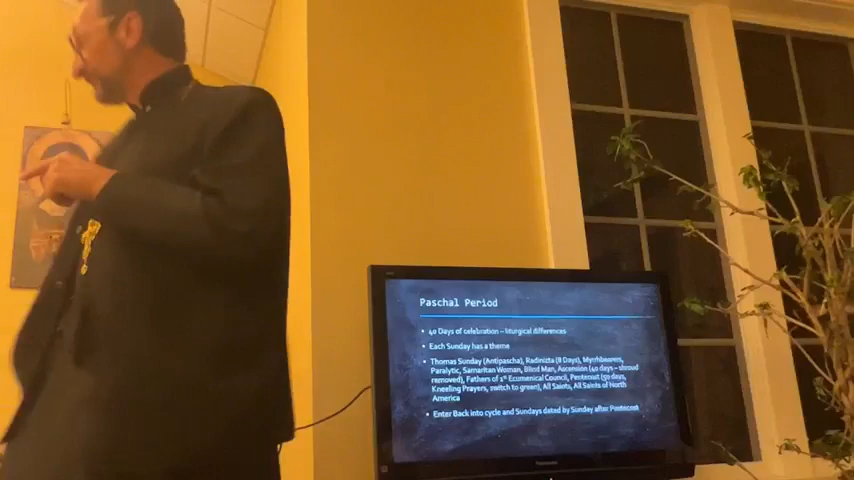 Paschal Period
40 Days of celebration – liturgical differences
Each Sunday has a theme
Thomas Sunday (Antipascha), Radinicta (8 Days), Myrrhbearers,
Paralytic, Samaritan Woman, Blind Man, Ascension (40 days – shroud
removed), Fathers of 1st Ecumenical Council, Pentecost (50 days,
Kneeling Prayers, switch to green), All Saints, All Saints of North
America
Enter Back into cycle and Sundays dated by Sunday after Pentecost
Panasonic